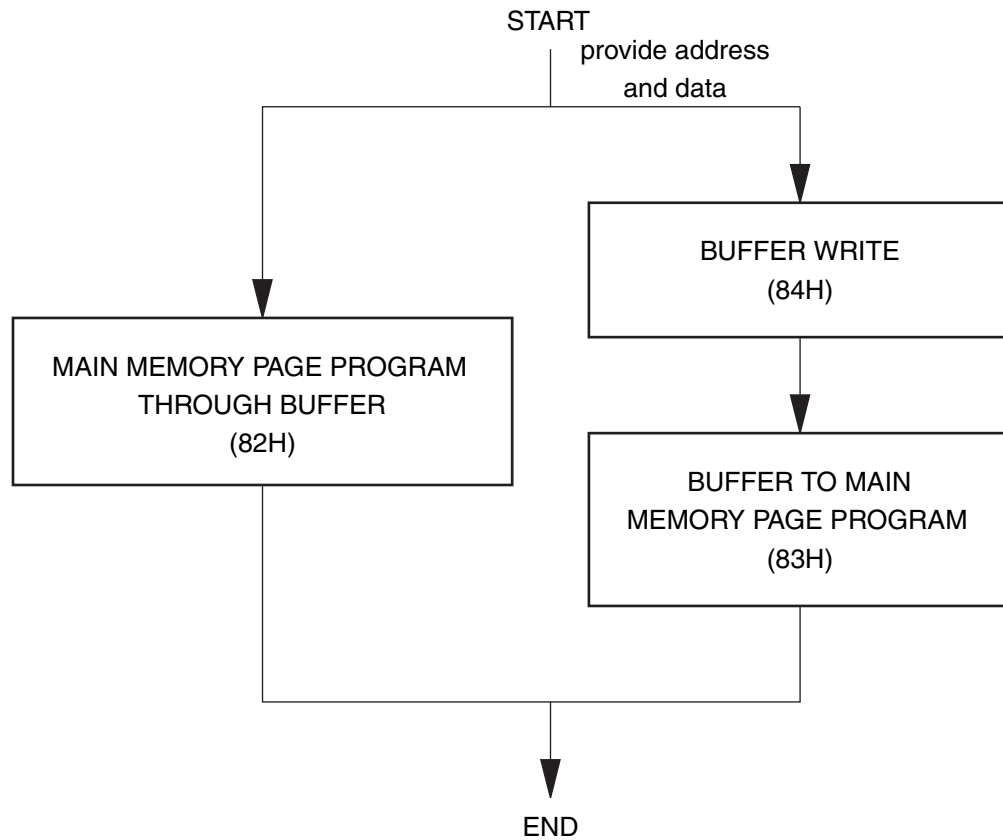 START
provide address
and data
BUFFER WRITE
(84H)
MAIN MEMORY PAGE PROGRAM
THROUGH BUFFER
(82H)
BUFFER TO MAIN
MEMORY PAGE PROGRAM
(83H)
END